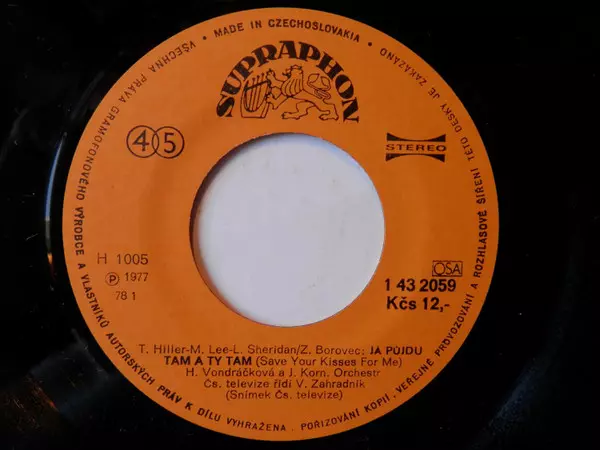 MADE IN CZECHOSLOVAKIA • VŠECHNA PRÁVA GRAMOFONOVÉHO VÝROBCE A VLASTNÍKŮ AUTORSKÝCH PRÁV K DÍLU VYHRAŽENA. POŘIZOVÁNÍ KOPIÍ, VEŘEJNÉ PROVOZOVÁNÍ A ROZHLASOVÉ ŠÍŘENÍ TÉTO DESKY JE ZAKÁZÁNO
SUPRAPHON
45
STEREO
H 1005
℗ 1977
78 1
OSA
1 43 2059
Kčs 12,-
T. Hiller-M. Lee-L. Sheridan/Z. Borovec: JÁ PŮJDU
TAM A TY TAM (Save Your Kisses For Me)
H. Vondráčková a J. Korn. Orchestr
Čs. televize řídí V. Zahradník
(Snímek Čs. televize)